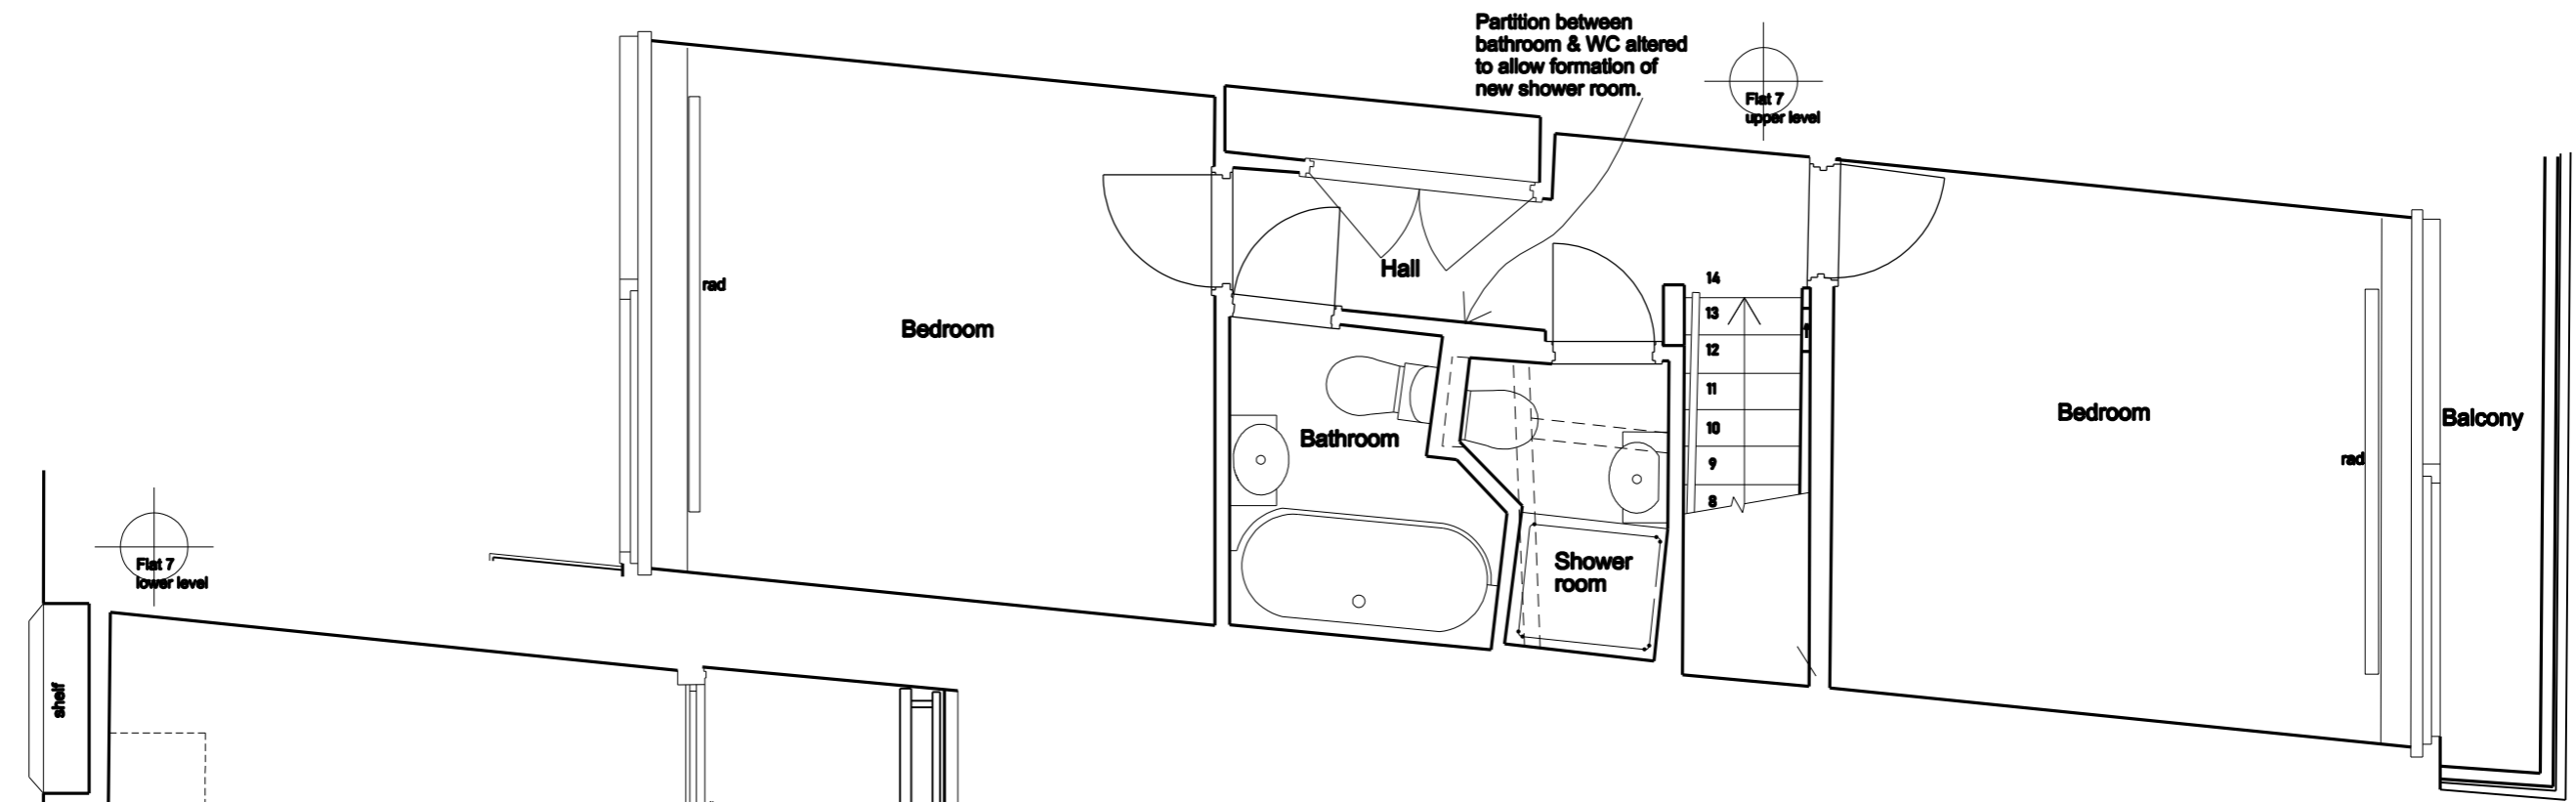 Partition between
bathroom & WC altered
to allow formation of
new shower room.
Flat 7
upper level
Hall
rad
Bedroom
14
13
12
11
10
9
8
Bedroom
Balcony
rad
Bathroom
Shower
room
Flat 7
lower level
shelf